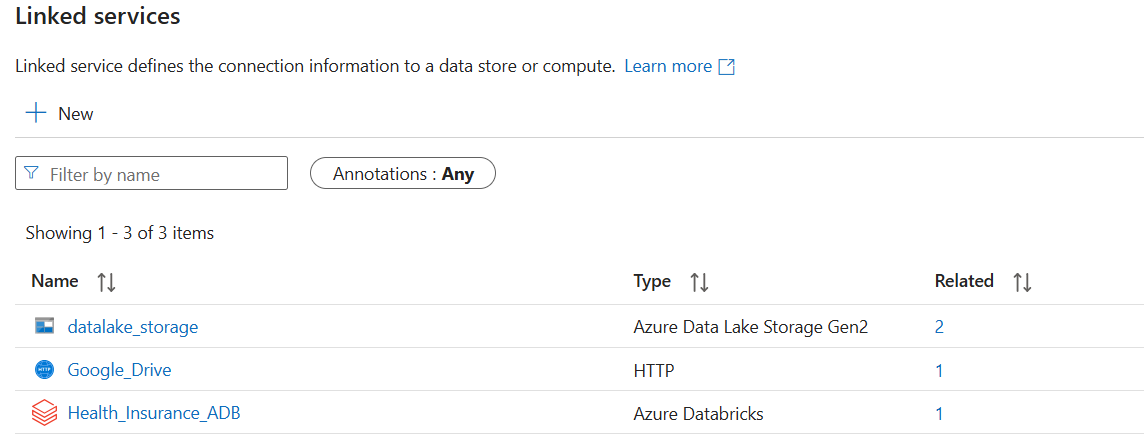 Linked services
Linked service defines the connection information to a data store or compute. Learn more
New
Filter by name Annotations : Any
Showing 1 - 3 of 3 items
Name Type Related
datalake_storage Azure Data Lake Storage Gen2 2
HTTP Google_Drive HTTP 1
Health_Insurance_ADB Azure Databricks 1